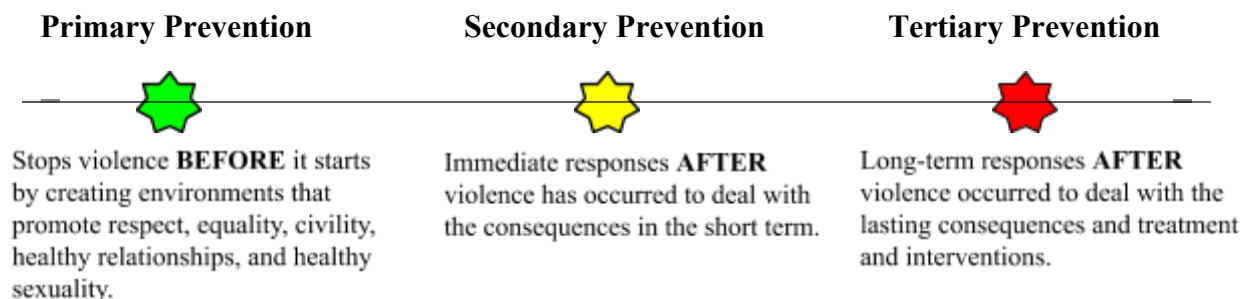 Primary Prevention
Secondary Prevention
Tertiary Prevention
Stops violence BEFORE it starts
by creating environments that
promote respect, equality, civility,
healthy relationships, and healthy
sexuality.
Immediate responses AFTER
violence has occurred to deal with
the consequences in the short term.
Long-term responses AFTER
violence occurred to deal with the
lasting consequences and treatment
and interventions.